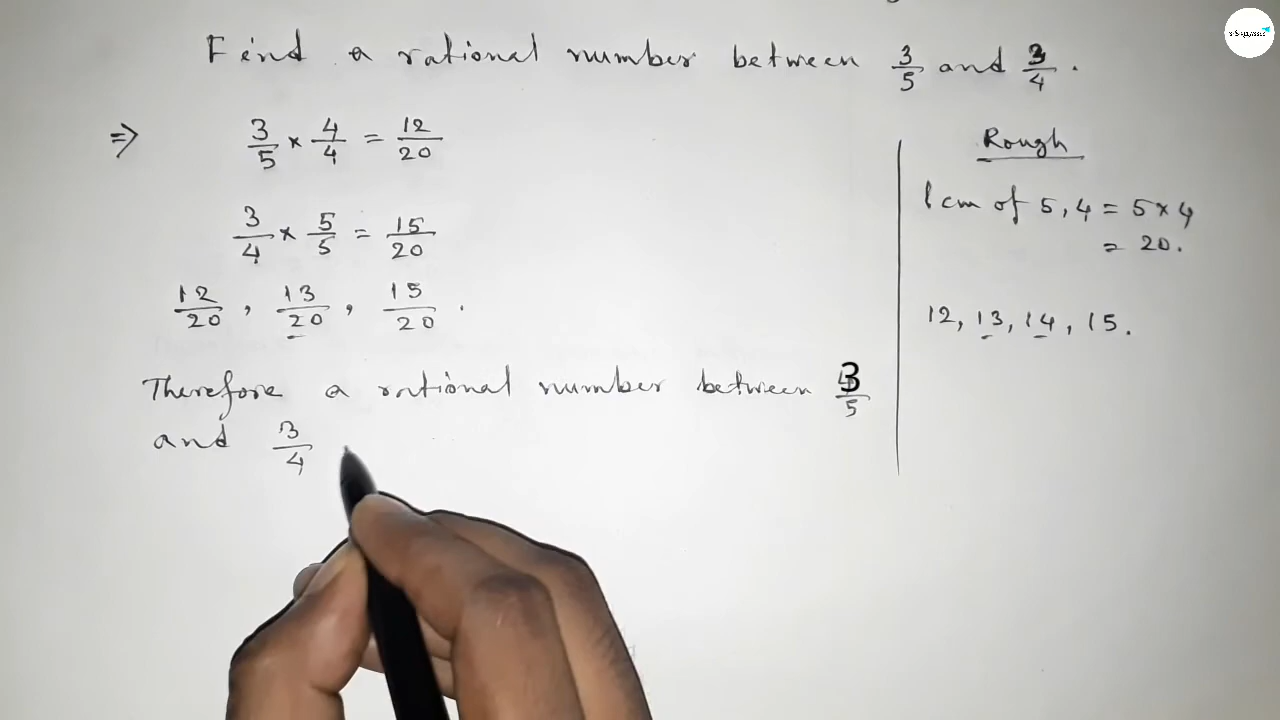 Find a rational number between 3/5 and 3/4.
⇒ 3/5 × 4/4 = 12/20
3/4 × 5/5 = 15/20
12/20, 13/20, 15/20.
Therefore a rational number between 3/5
and 3/4
Rough
lcm of 5,4 = 5×4
= 20.
12, 13, 14, 15.